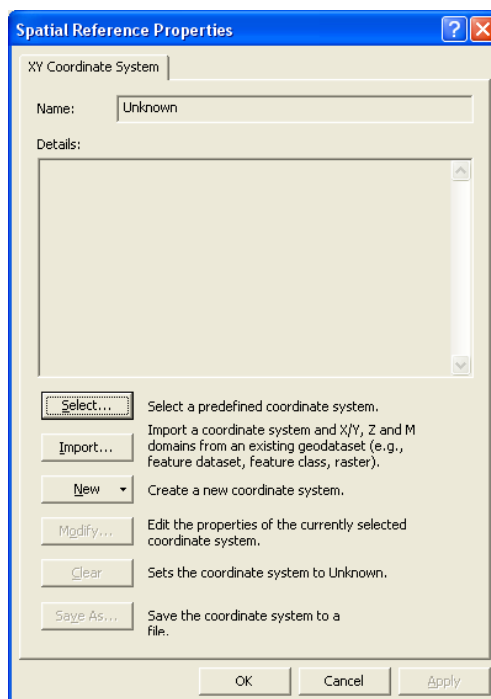 Spatial Reference Properties
XY Coordinate System
Name: Unknown
Details:
Select... Select a predefined coordinate system.
Import... Import a coordinate system and X/Y, Z and M
domains from an existing geodataset (e.g.,
feature dataset, feature class, raster).
New Create a new coordinate system.
Modify... Edit the properties of the currently selected
coordinate system.
Clear Sets the coordinate system to Unknown.
Save As... Save the coordinate system to a
file.
OK Cancel Apply